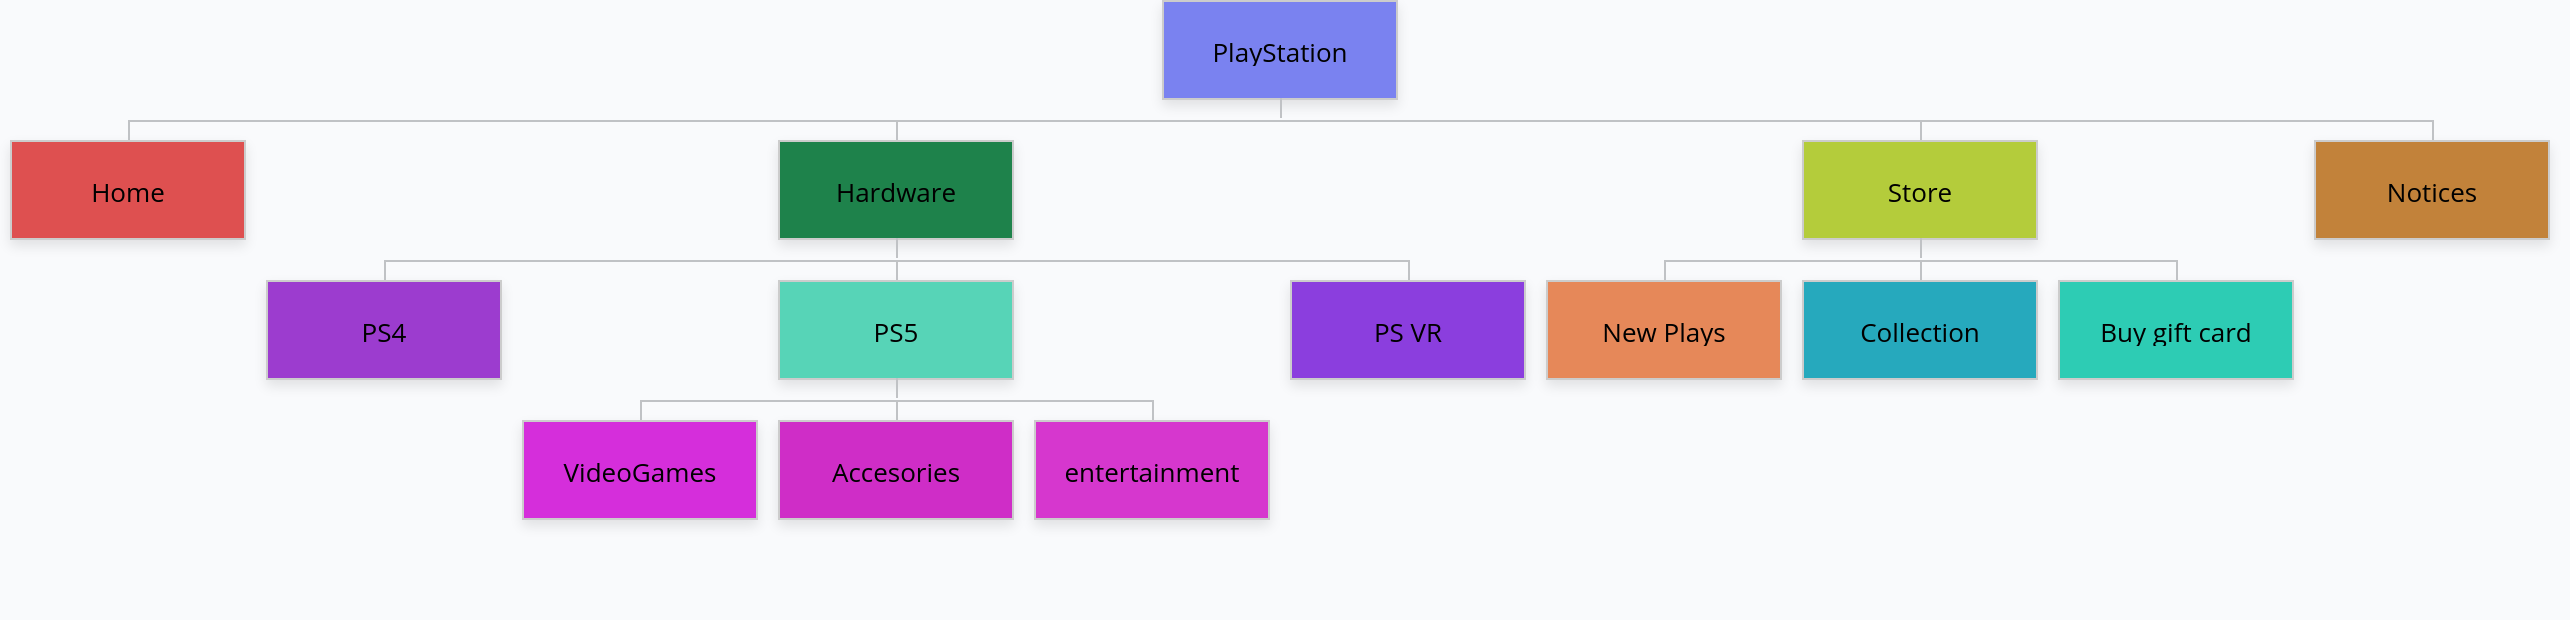 PlayStation
Home
Hardware
Store
Notices
PS4
PS5
PS VR
New Plays
Collection
Buy gift card
VideoGames
Accesories
entertainment